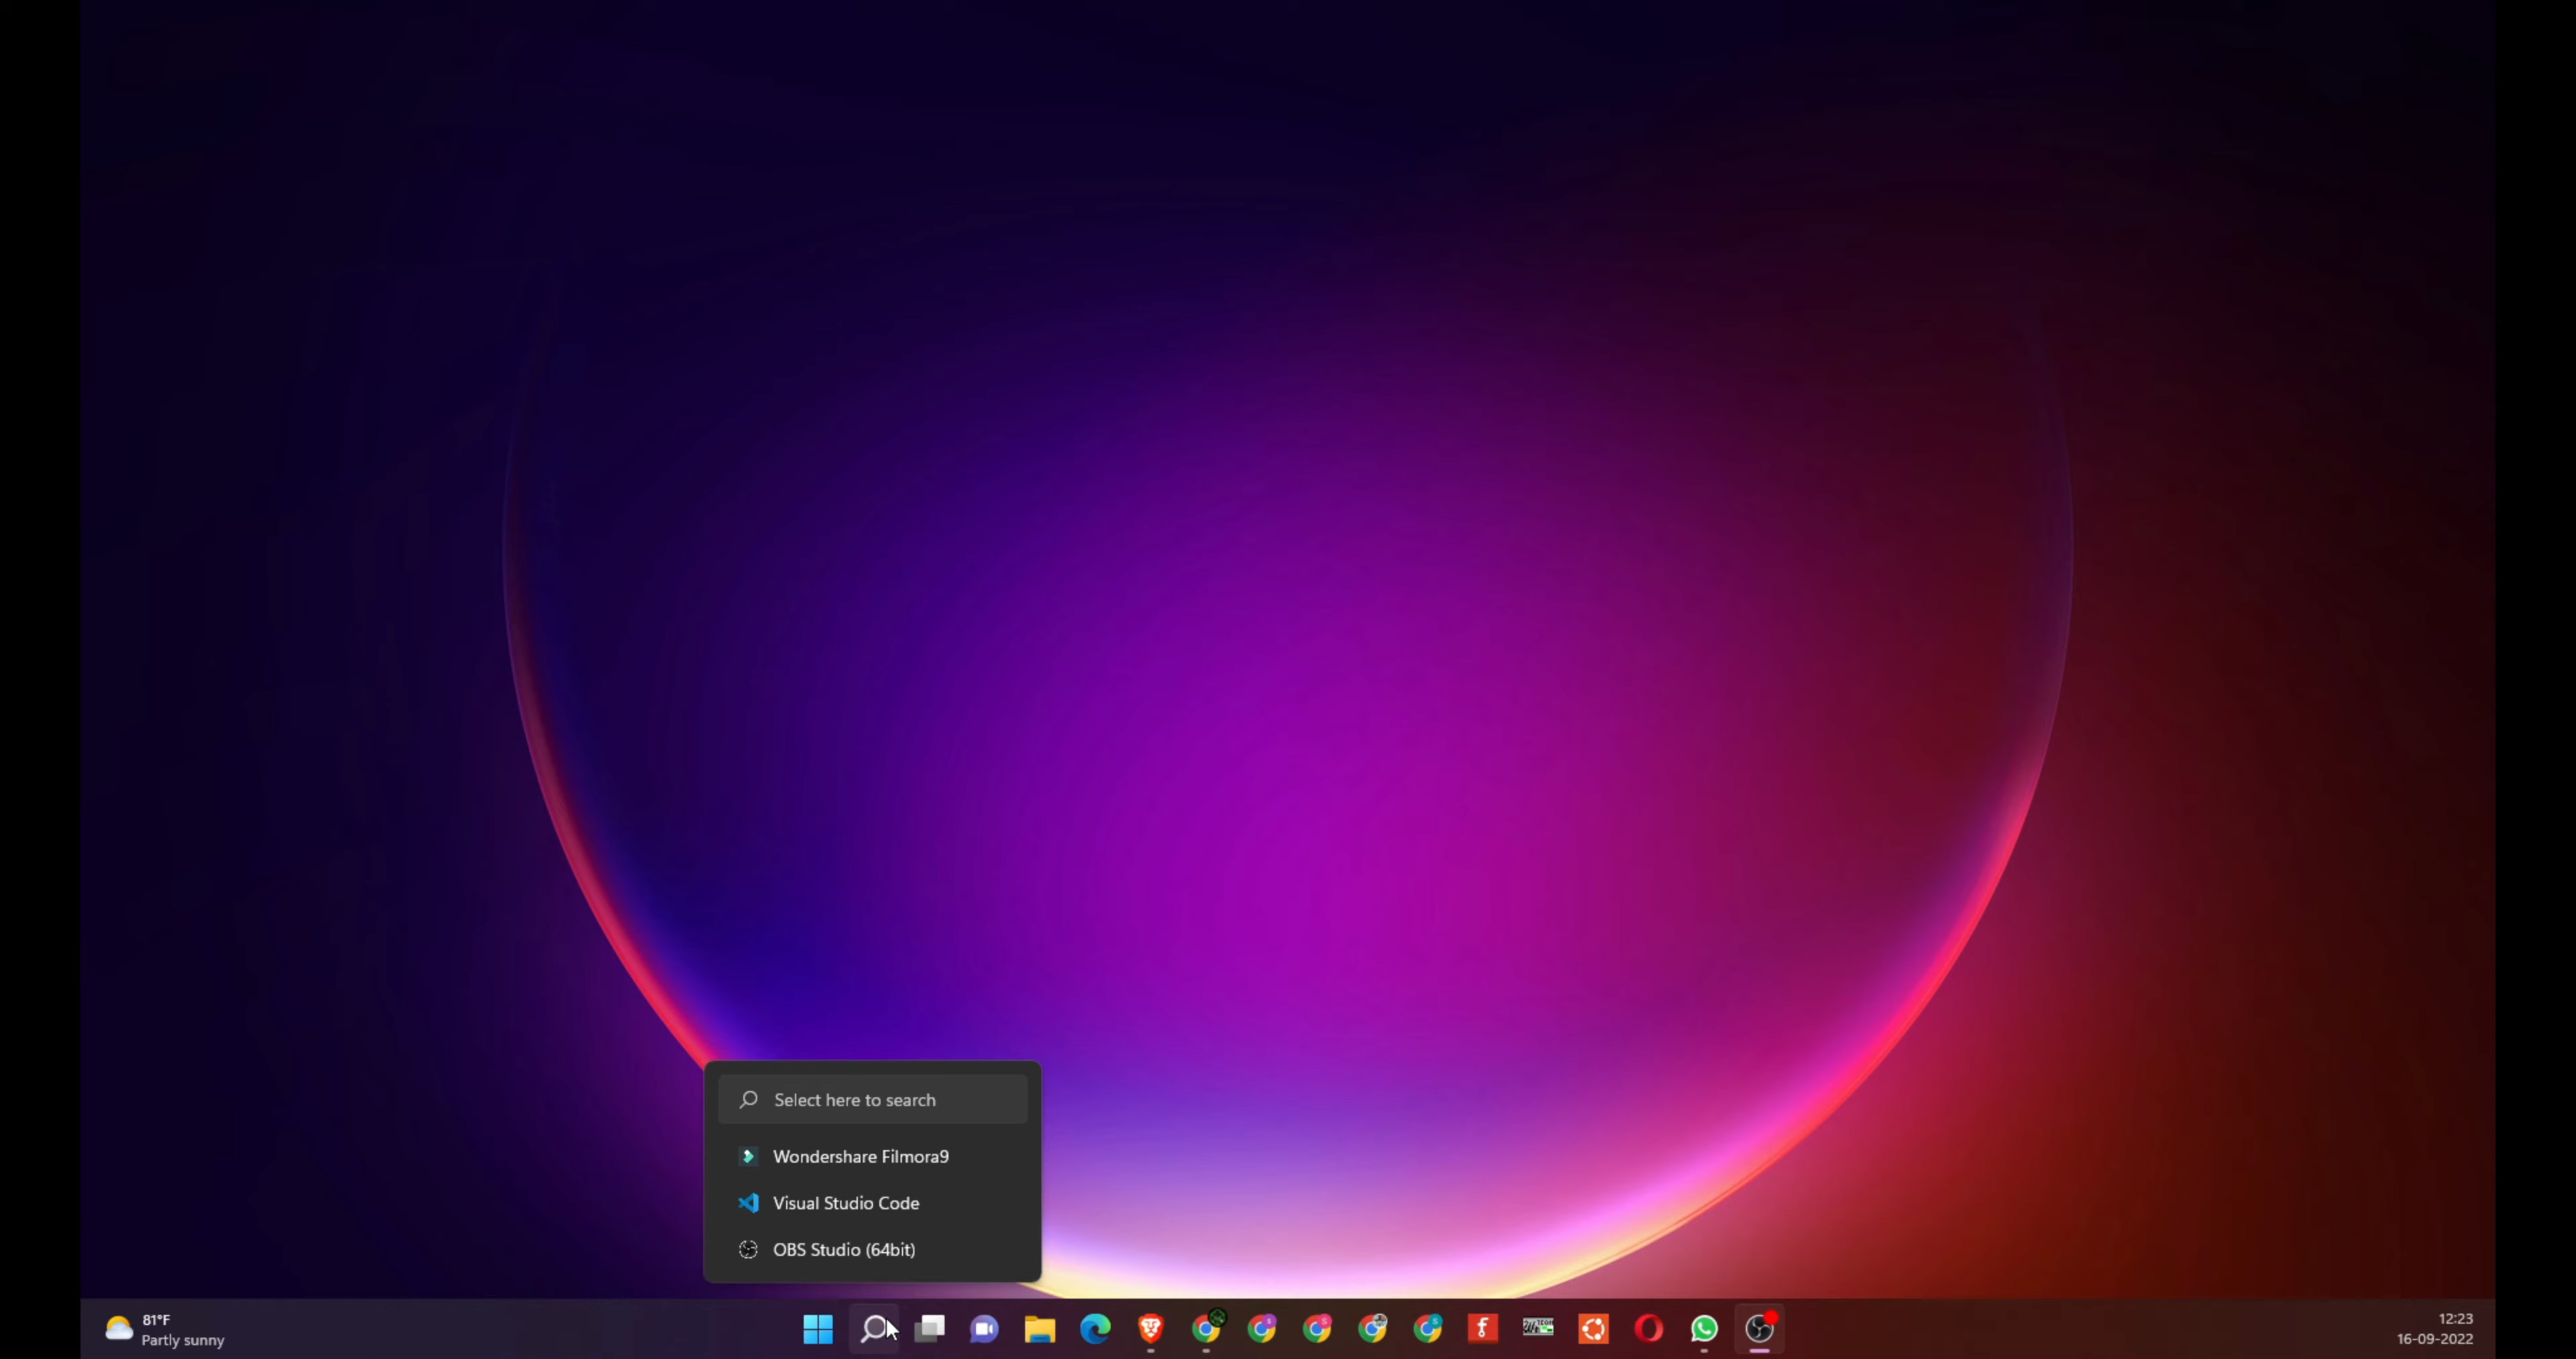 Select here to search
Wondershare Filmora9
Visual Studio Code
OBS Studio (64bit)
81°F
Partly sunny
12:23
16-09-2022